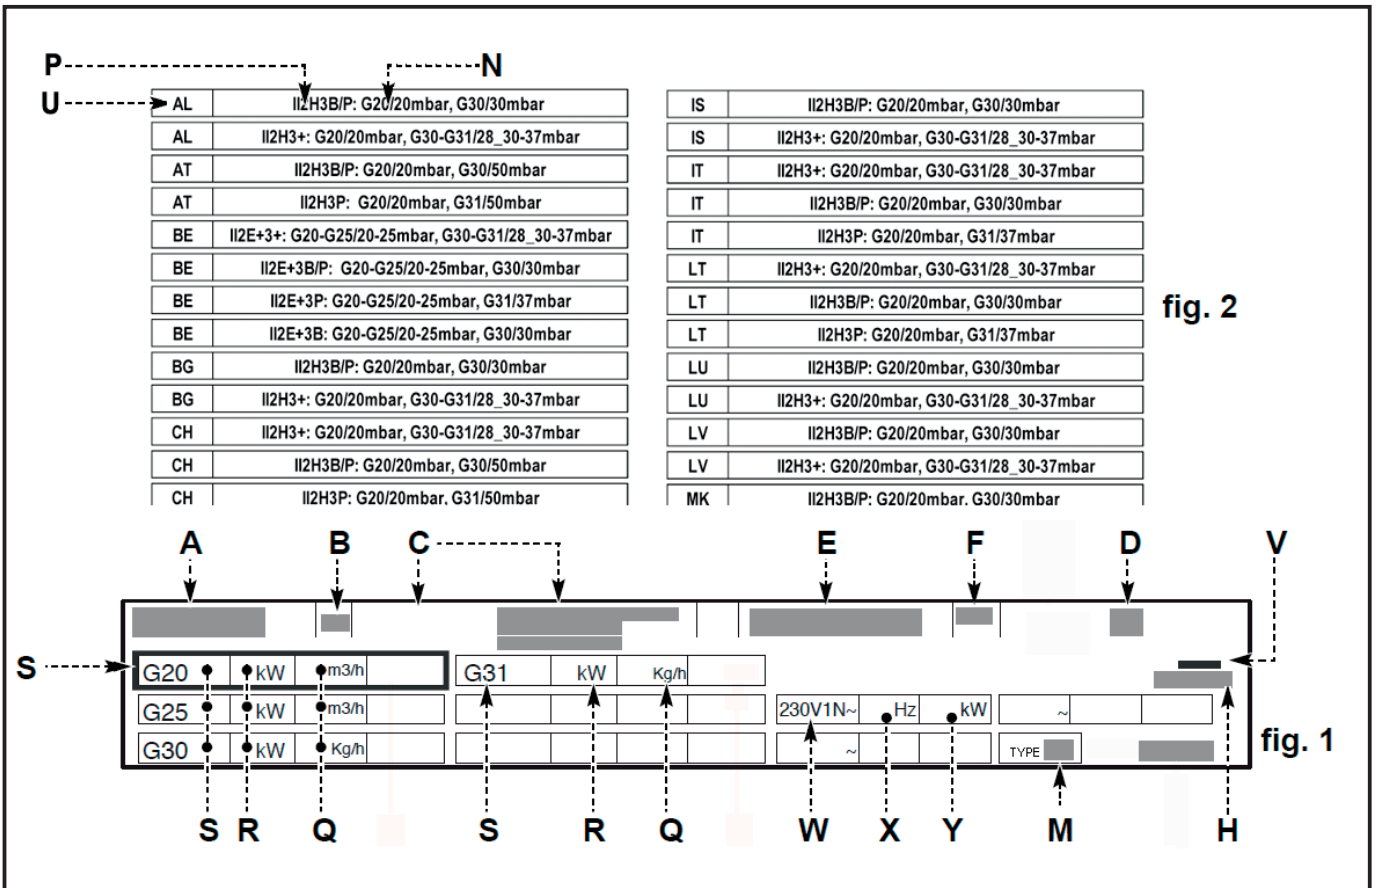 P N
U
AL II2H3B/P: G20/20mbar, G30/30mbar
AL II2H3+: G20/20mbar, G30-G31/28_30-37mbar
AT II2H3B/P: G20/20mbar, G30/50mbar
AT II2H3P: G20/20mbar, G31/50mbar
BE II2E+3+: G20-G25/20-25mbar, G30-G31/28_30-37mbar
BE II2E+3B/P: G20-G25/20-25mbar, G30/30mbar
BE II2E+3P: G20-G25/20-25mbar, G31/37mbar
BE II2E+3B: G20-G25/20-25mbar, G30/30mbar
BG II2H3B/P: G20/20mbar, G30/30mbar
BG II2H3+: G20/20mbar, G30-G31/28_30-37mbar
CH II2H3+: G20/20mbar, G30-G31/28_30-37mbar
CH II2H3B/P: G20/20mbar, G30/50mbar
CH II2H3P: G20/20mbar, G31/50mbar
IS II2H3B/P: G20/20mbar, G30/30mbar
IS II2H3+: G20/20mbar, G30-G31/28_30-37mbar
IT II2H3+: G20/20mbar, G30-G31/28_30-37mbar
IT II2H3B/P: G20/20mbar, G30/30mbar
IT II2H3P: G20/20mbar, G31/37mbar
LT II2H3+: G20/20mbar, G30-G31/28_30-37mbar
LT II2H3B/P: G20/20mbar, G30/30mbar
LT II2H3P: G20/20mbar, G31/37mbar
LU II2H3B/P: G20/20mbar, G30/30mbar
LU II2H3+: G20/20mbar, G30-G31/28_30-37mbar
LV II2H3B/P: G20/20mbar, G30/30mbar
LV II2H3+: G20/20mbar, G30-G31/28_30-37mbar
MK II2H3B/P: G20/20mbar, G30/30mbar
fig. 2
A B C E F D V
S
G20 kW m3/h G31 kW Kg/h
G25 kW m3/h 230V1N~ Hz kW ~
G30 kW Kg/h ~ TYPE
fig. 1
S R Q S R Q W X Y M H